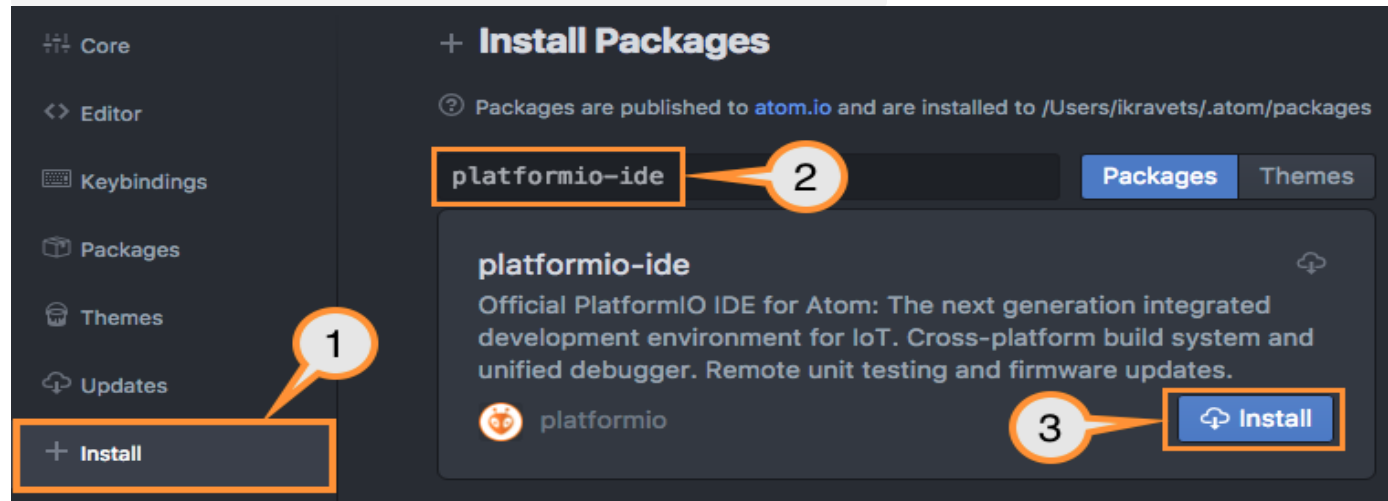 Core
Editor
Keybindings
Packages
Themes
Updates
+ Install
1
+ Install Packages
? Packages are published to atom.io and are installed to /Users/ikravets/.atom/packages
platformio-ide
2
Packages Themes
platformio-ide
Official PlatformIO IDE for Atom: The next generation integrated
development environment for IoT. Cross-platform build system and
unified debugger. Remote unit testing and firmware updates.
platformio
3
Install